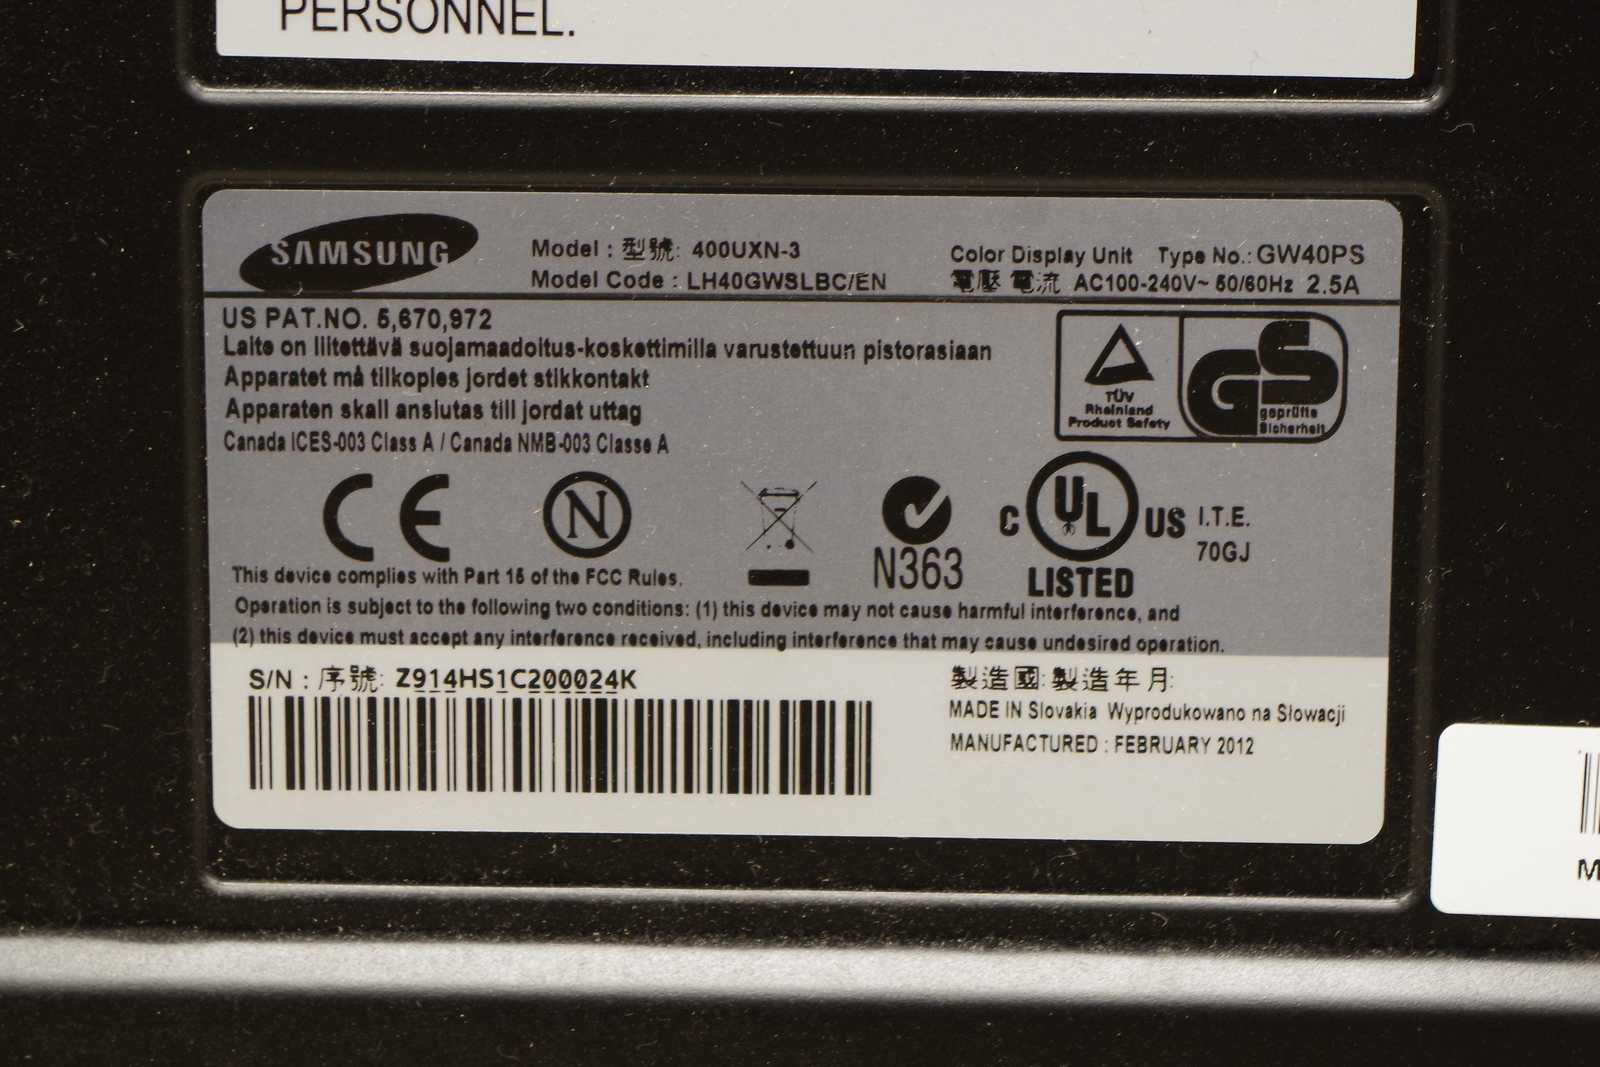 PERSONNEL.
SAMSUNG
Model : 型號: 400UXN-3
Model Code : LH40GWSLBC/EN
Color Display Unit Type No.: GW40PS
電壓 電流 AC100-240V~ 50/60Hz 2.5A
US PAT.NO. 5,670,972
Laite on liitettävä suojamaadoitus-koskettimilla varustettuun pistorasiaan
Apparatet må tilkoples jordet stikkontakt
Apparaten skall anslutas till jordat uttag
Canada ICES-003 Class A / Canada NMB-003 Classe A
TÜV
Rheinland
Product Safety
GS
geprüfte
Sicherheit
CE
N
N363
C UL US
LISTED
I.T.E.
70GJ
This device complies with Part 15 of the FCC Rules.
Operation is subject to the following two conditions: (1) this device may not cause harmful interference, and
(2) this device must accept any interference received, including interference that may cause undesired operation.
S/N : 序號: Z914HS1C200024K
製造國: 製造年月:
MADE IN Slovakia Wyprodukowano na Słowacji
MANUFACTURED : FEBRUARY 2012